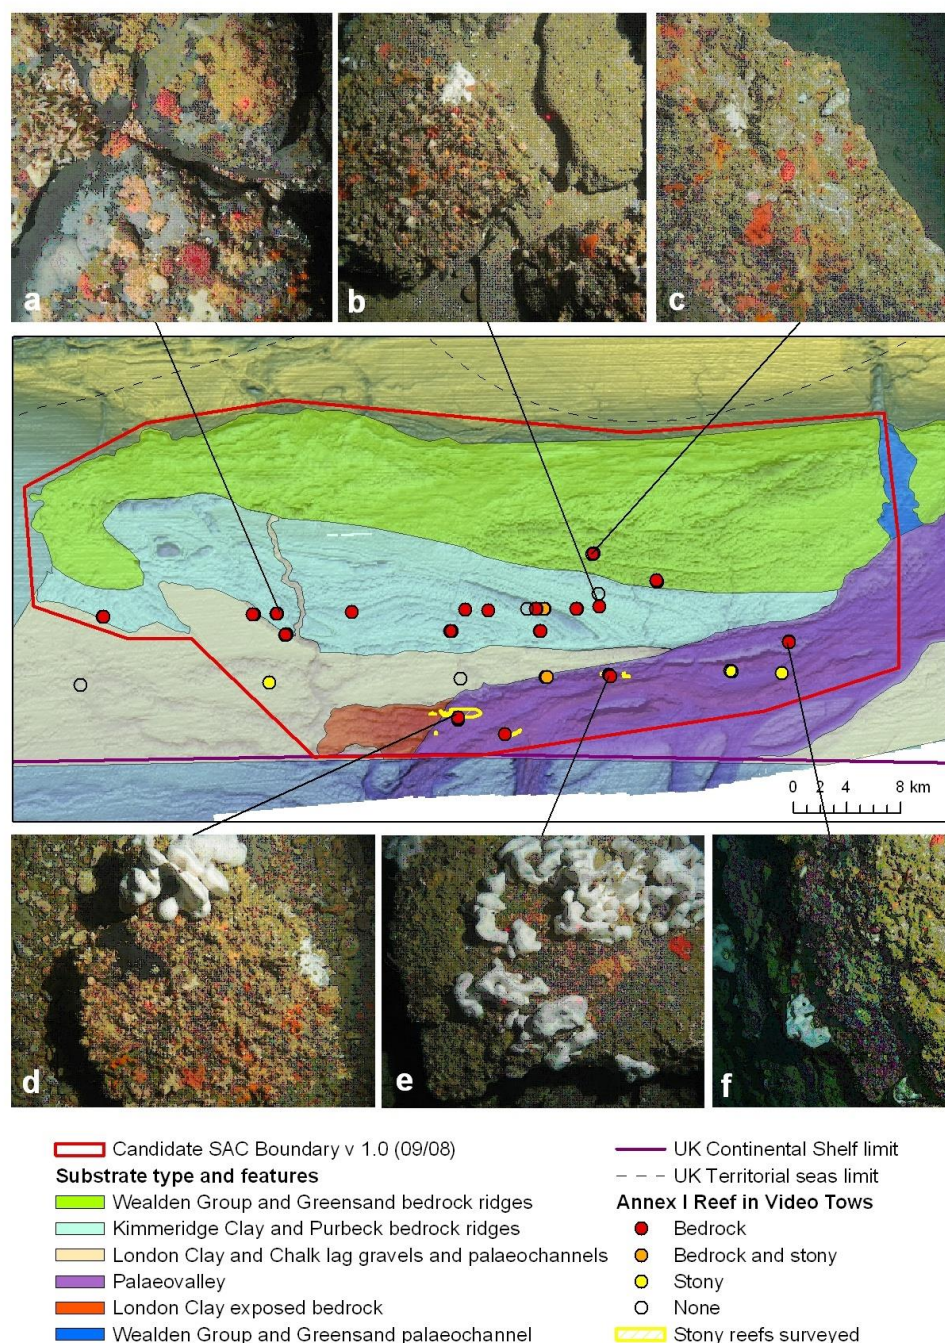 a
b
c
0 2 4 8 km
d
e
f
Candidate SAC Boundary v 1.0 (09/08)
Substrate type and features
Wealden Group and Greensand bedrock ridges
Kimmeridge Clay and Purbeck bedrock ridges
London Clay and Chalk lag gravels and palaeochannels
Palaeovalley
London Clay exposed bedrock
Wealden Group and Greensand palaeochannel
UK Continental Shelf limit
UK Territorial seas limit
Annex I Reef in Video Tows
Bedrock
Bedrock and stony
Stony
None
Stony reefs surveyed